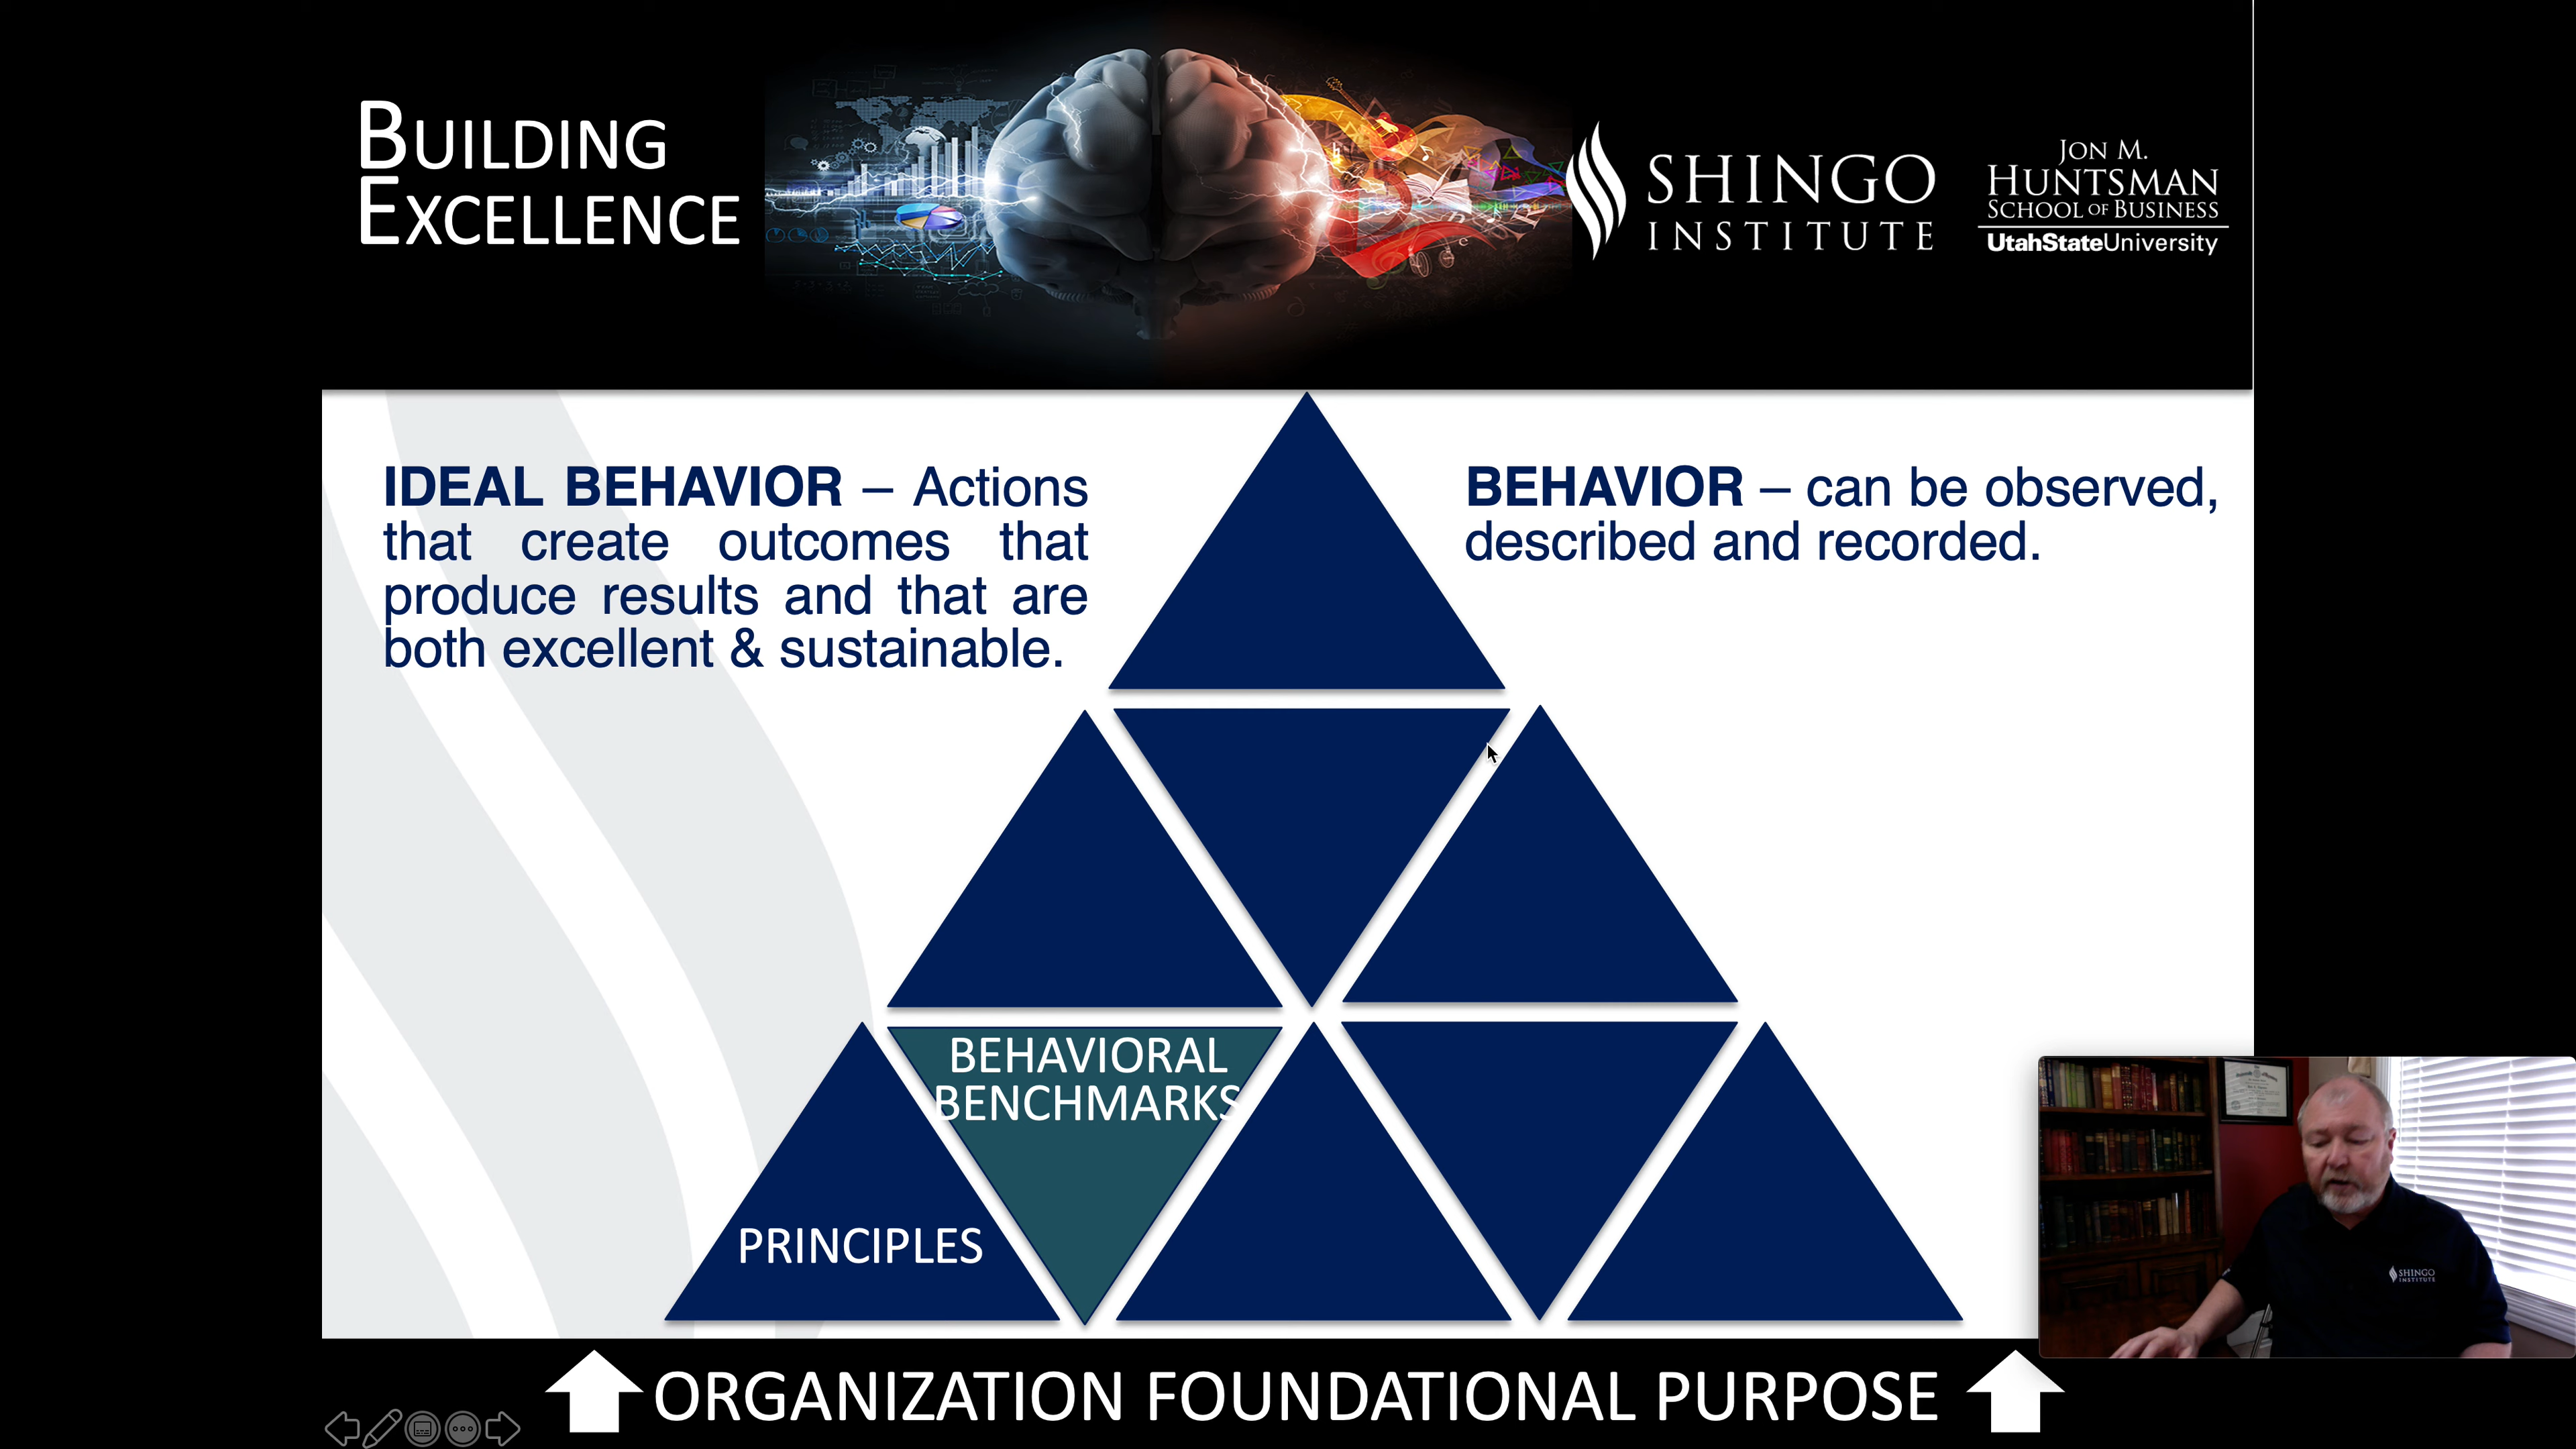 BUILDING
EXCELLENCE
SHINGO
INSTITUTE
JON M.
HUNTSMAN
SCHOOL OF BUSINESS
UtahStateUniversity
IDEAL BEHAVIOR – Actions
that create outcomes that
produce results and that are
both excellent & sustainable.
BEHAVIOR – can be observed,
described and recorded.
BEHAVIORAL
BENCHMARKS
PRINCIPLES
SHINGO
INSTITUTE
ORGANIZATION FOUNDATIONAL PURPOSE